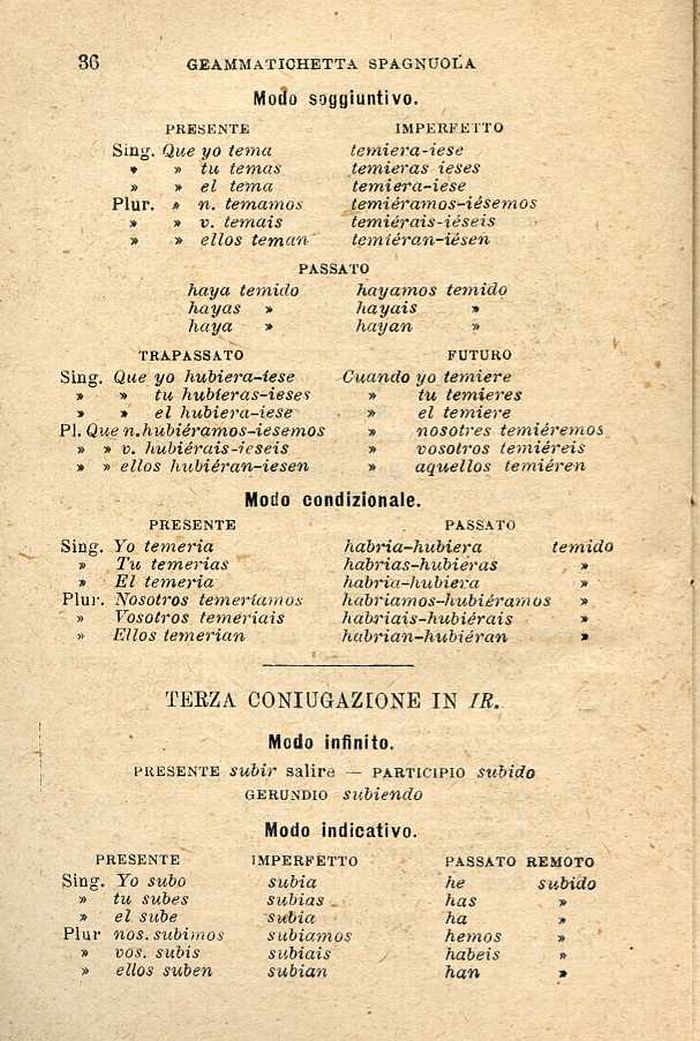 36 GRAMMATICHETTA SPAGNUOLA
Modo soggiuntivo.
PRESENTE IMPERFETTO
Sing. Que yo tema temiera-iese
» » tu temas temieras ieses
» » el tema temiera-iese
Plur. » n. temamos temiéramos-iésemos
» » v. temais temiérais-iéseis
» » ellos teman temiéran-iésen
PASSATO
haya temido hayamos temido
hayas » hayais »
haya » hayan »
TRAPASSATO FUTURO
Sing. Que yo hubiera-iese Cuando yo temiere
» » tu hubieras-ieses » tu temieres
» » el hubiera-iese » el temiere
Pl. Que n. hubiéramos-iesemos » nosotres temiéremos
» » v. hubiérais-ieseis » vosotros temiéreis
» » ellos hubiéran-iesen » aquellos temiéren
Modo condizionale.
PRESENTE PASSATO
Sing. Yo temeria habria-hubiera temido
» Tu temerias habrias-hubieras »
» El temeria habria-hubiera »
Plur. Nosotros temeríamos habriamos-hubiéramos »
» Vosotros temeriais habriais-hubiérais »
» Ellos temerian habrian-hubiéran »
TERZA CONIUGAZIONE IN IR.
Modo infinito.
PRESENTE subir salire — PARTICIPIO subido
GERUNDIO subiendo
Modo indicativo.
PRESENTE IMPERFETTO PASSATO REMOTO
Sing. Yo subo subia he subido
» tu subes subias has »
» el sube subia ha »
Plur nos. subimos subiamos hemos »
» vos. subis subiais habeis »
» ellos suben subian han »